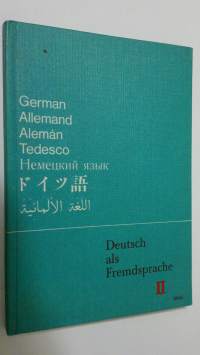 German
Allemand
Alemán
Tedesco
Немецкий язык
ドイツ語
اللغة الألمانية
Deutsch
als
Fremdsprache
II